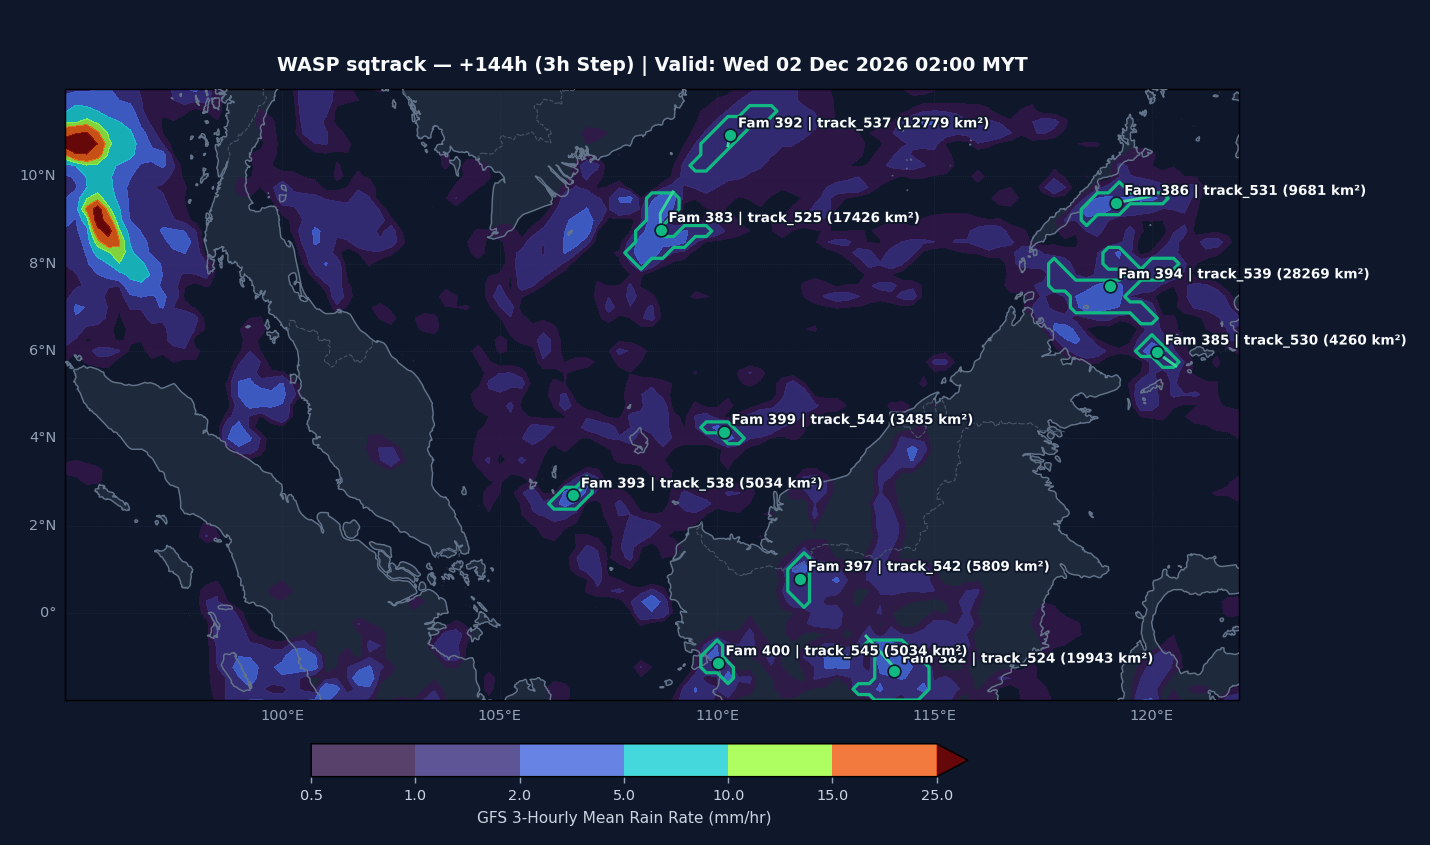 WASP sqtrack — +144h (3h Step) | Valid: Wed 02 Dec 2026 02:00 MYT
Fam 392 | track_537 (12779 km²)
10°N
Fam 386 | track_531 (9681 km²)
Fam 383 | track_525 (17426 km²)
8°N
Fam 394 | track_539 (28269 km²)
6°N
Fam 385 | track_530 (4260 km²)
4°N
Fam 399 | track_544 (3485 km²)
Fam 393 | track_538 (5034 km²)
2°N
Fam 397 | track_542 (5809 km²)
0°
Fam 400 | track_545 (5034 km²)
Fam 382 | track_524 (19943 km²)
100°E 105°E 110°E 115°E 120°E
0.5 1.0 2.0 5.0 10.0 15.0 25.0
GFS 3-Hourly Mean Rain Rate (mm/hr)